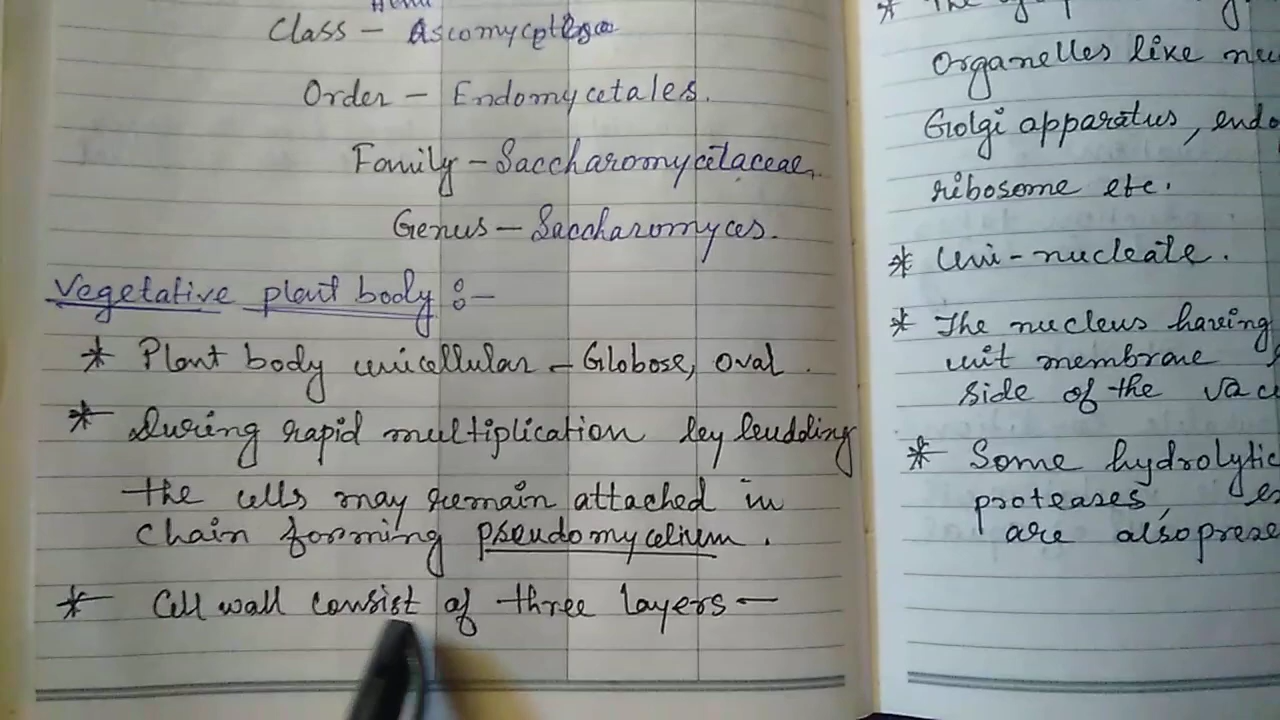 Class - Ascomycetes
Order - Endomycetales.
Family - Saccharomycetaceae,
Genus - Saccharomyces.
Vegetative plant body :-
* Plant body unicellular - Globose, oval.
* During rapid multiplication by budding
the cells may remain attached in
chain forming pseudomycelium.
* Cell wall consist of three layers -
* The
Organelles like
Golgi apparatus,
ribosome etc.
* Uni-nucleate.
* The nucleus having
unit membrane
side of the
* Some hydrolytic
proteases,
are also